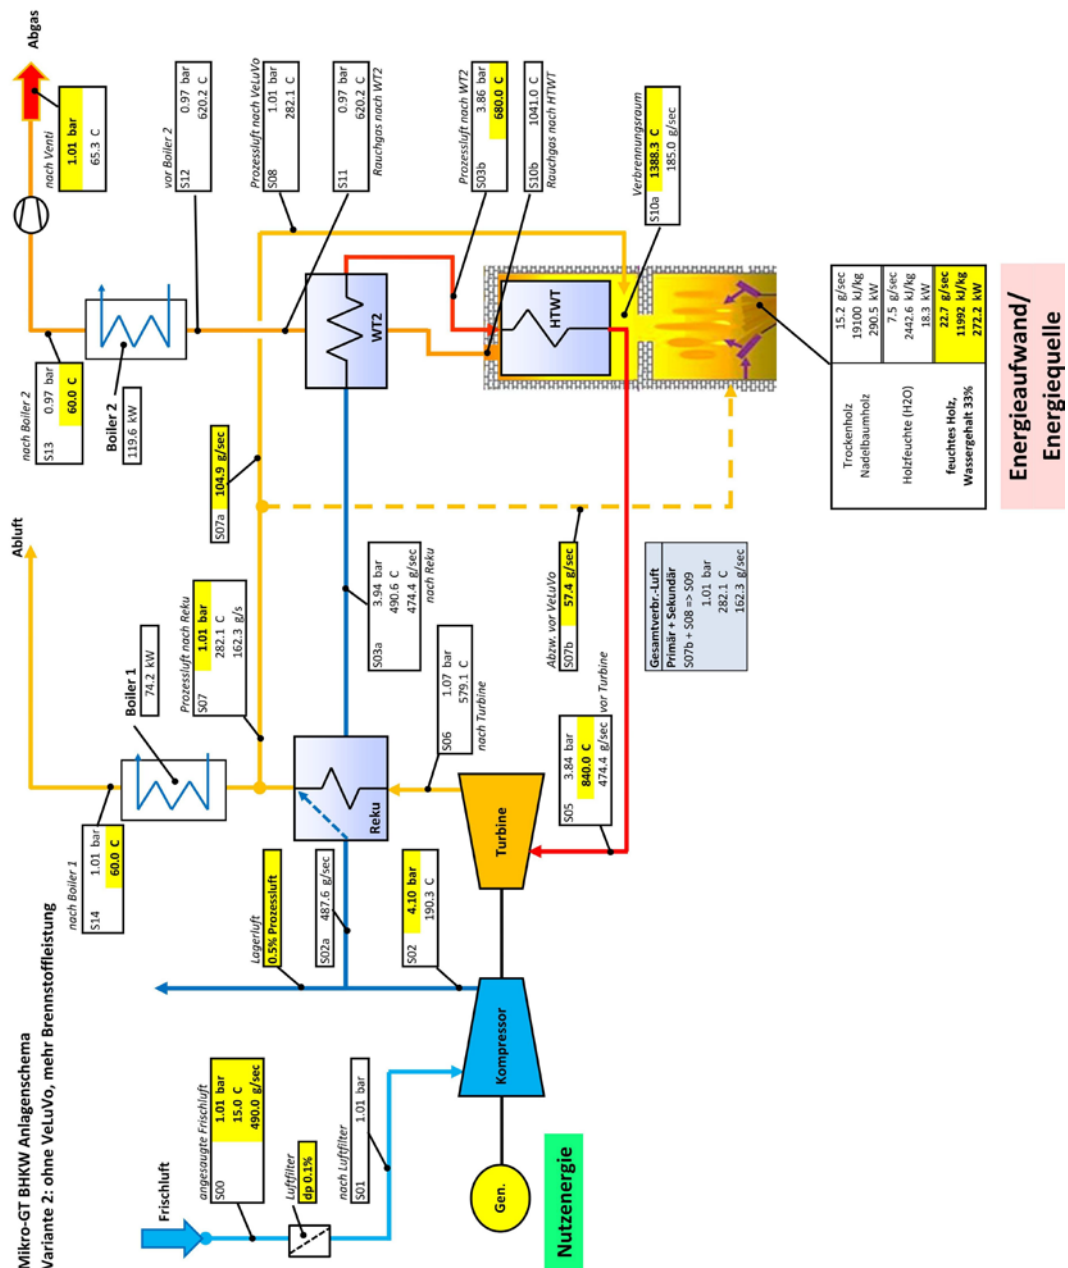 Mikro-GT BHKW Anlagenschema
Variante 2: ohne VeLuVo, mehr Brennstoffleistung
Frischluft
angesaugte Frischluft
S00 1.01 bar
15.0 C
490.0 g/sec
Luftfilter
dp 0.1%
nach Luftfilter
S01 1.01 bar
Gen.
Nutzenergie
Kompressor
Lagerluft
0.5% Prozessluft
S02a 487.6 g/sec
S02 4.10 bar
190.3 C
Turbine
Reku
nach Boiler 1
S14 1.01 bar
60.0 C
Boiler 1
74.2 kW
Abluft
Prozessluft nach Reku
S07 1.01 bar
282.1 C
162.3 g/s
S06 1.07 bar
579.1 C
nach Turbine
S05 3.84 bar
840.0 C
474.4 g/sec
vor Turbine
S03a 3.94 bar
490.6 C
474.4 g/sec
nach Reku
S07a 104.9 g/sec
Abzw. vor VeLuVo
S07b 57.4 g/sec
Gesamtverbr.-Luft
Primär + Sekundär
S07b + S08 => S09
1.01 bar
282.1 C
162.3 g/sec
nach Boiler 2
S13 0.97 bar
60.0 C
Boiler 2
119.6 kW
nach Venti
1.01 bar
65.3 C
Abgas
vor Boiler 2
S12 0.97 bar
620.2 C
Prozessluft nach VeLuVo
S08 1.01 bar
282.1 C
S11 0.97 bar
620.2 C
Rauchgas nach WT2
WT2
Prozessluft nach WT2
S03b 3.86 bar
680.0 C
S10b 1041.0 C
Rauchgas nach HTWT
HTWT
Verbrennungsraum
S10a 1388.3 C
185.0 g/sec
Trockenholz 15.2 g/sec
Nadelbaumholz 19100 kJ/kg
290.5 kW
Holzfeuchte (H2O) 7.5 g/sec
2442.6 kJ/kg
18.3 kW
feuchtes Holz, 22.7 g/sec
Wassergehalt 33% 11992 kJ/kg
272.2 kW
Energieaufwand/
Energiequelle